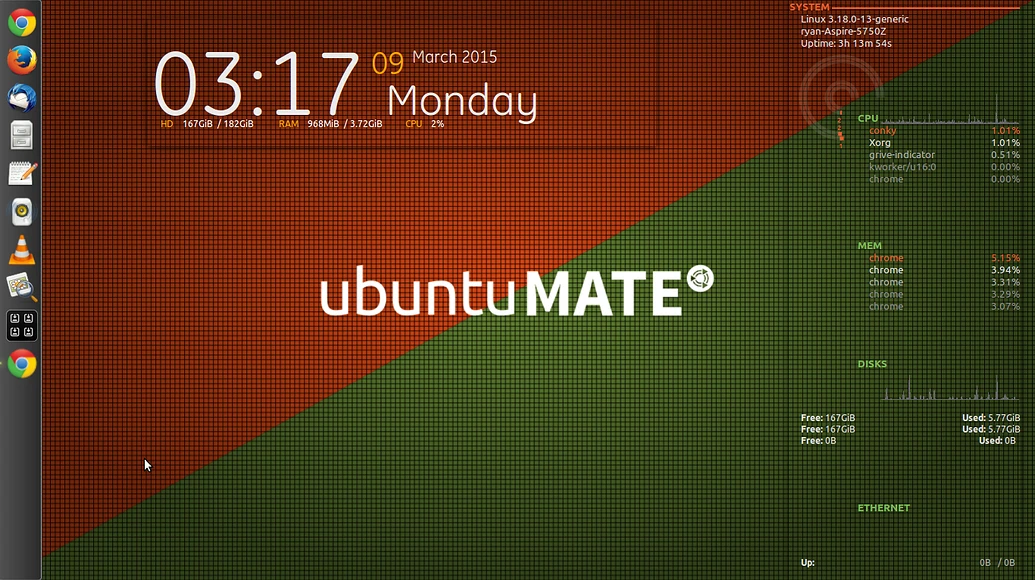 03:17 09 March 2015
Monday
HD 167GiB / 182GiB RAM 968MiB / 3.72GiB CPU 2%
ubuntu MATE
SYSTEM
Linux 3.18.0-13-generic
ryan-Aspire-5750Z
Uptime: 3h 13m 54s
CPU
conky 1.01%
Xorg 1.01%
grive-indicator 0.51%
kworker/u16:0 0.00%
chrome 0.00%
MEM
chrome 5.15%
chrome 3.94%
chrome 3.31%
chrome 3.29%
chrome 3.07%
DISKS
Free: 167GiB Used: 5.77GiB
Free: 167GiB Used: 5.77GiB
Free: 0B Used: 0B
ETHERNET
Up: 0B / 0B